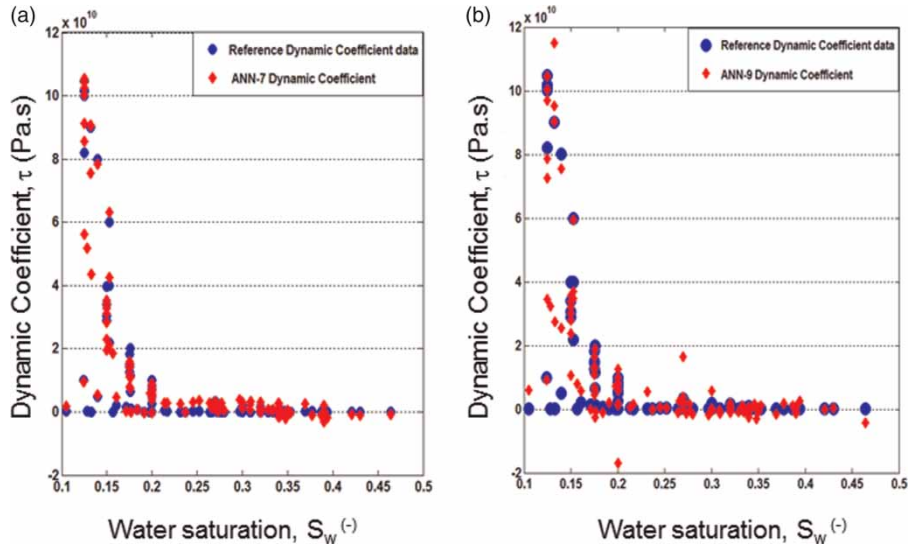 (a)
x 10^10
Reference Dynamic Coefficient data
ANN-7 Dynamic Coefficient
12
10
8
6
4
2
0
-2
0.1 0.15 0.2 0.25 0.3 0.35 0.4 0.45 0.5
Dynamic Coefficient, τ (Pa.s)
Water saturation, S_w^(-)
(b)
x 10^10
Reference Dynamic Coefficient data
ANN-9 Dynamic Coefficient
12
10
8
6
4
2
0
-2
0.1 0.15 0.2 0.25 0.3 0.35 0.4 0.45 0.5
Dynamic Coefficient, τ (Pa.s)
Water saturation, S_w^(-)